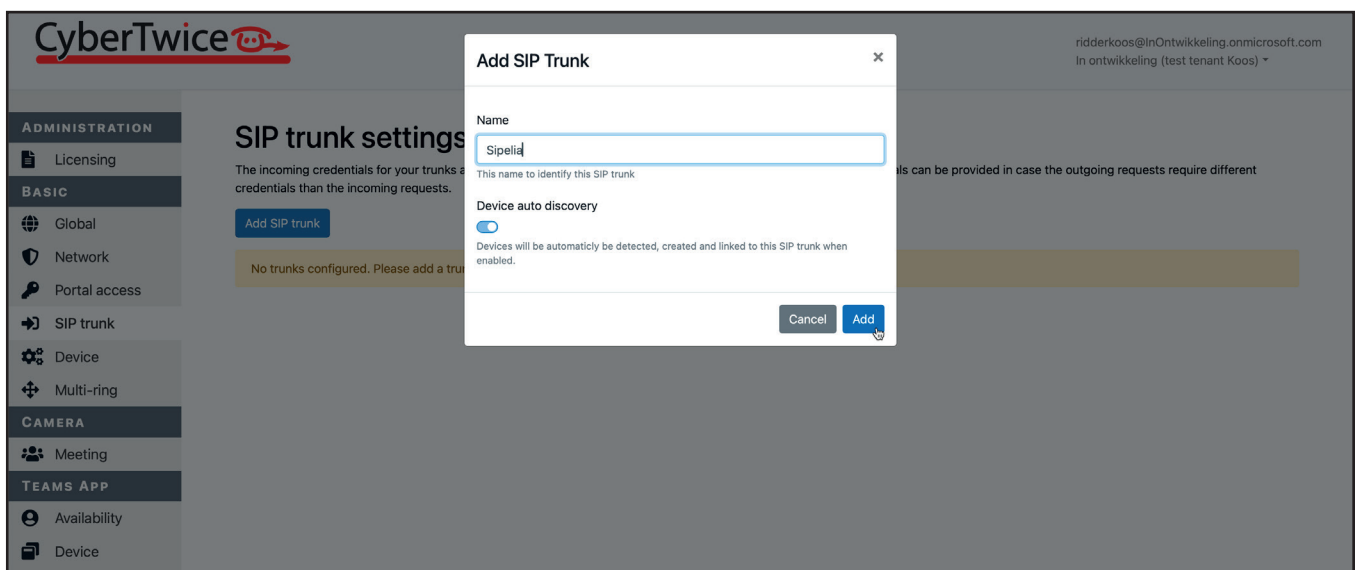 CyberTwice
ridderkoos@InOntwikkeling.onmicrosoft.com
In ontwikkeling (test tenant Koos)
ADMINISTRATION
Licensing
BASIC
Global
Network
Portal access
SIP trunk
Device
Multi-ring
CAMERA
Meeting
TEAMS APP
Availability
Device
SIP trunk settings
The incoming credentials for your trunks a
als can be provided in case the outgoing requests require different
credentials than the incoming requests.
Add SIP trunk
No trunks configured. Please add a tru
Add SIP Trunk
×
Name
Sipelia
This name to identify this SIP trunk
Device auto discovery
Devices will be automaticly be detected, created and linked to this SIP trunk when
enabled.
Cancel
Add